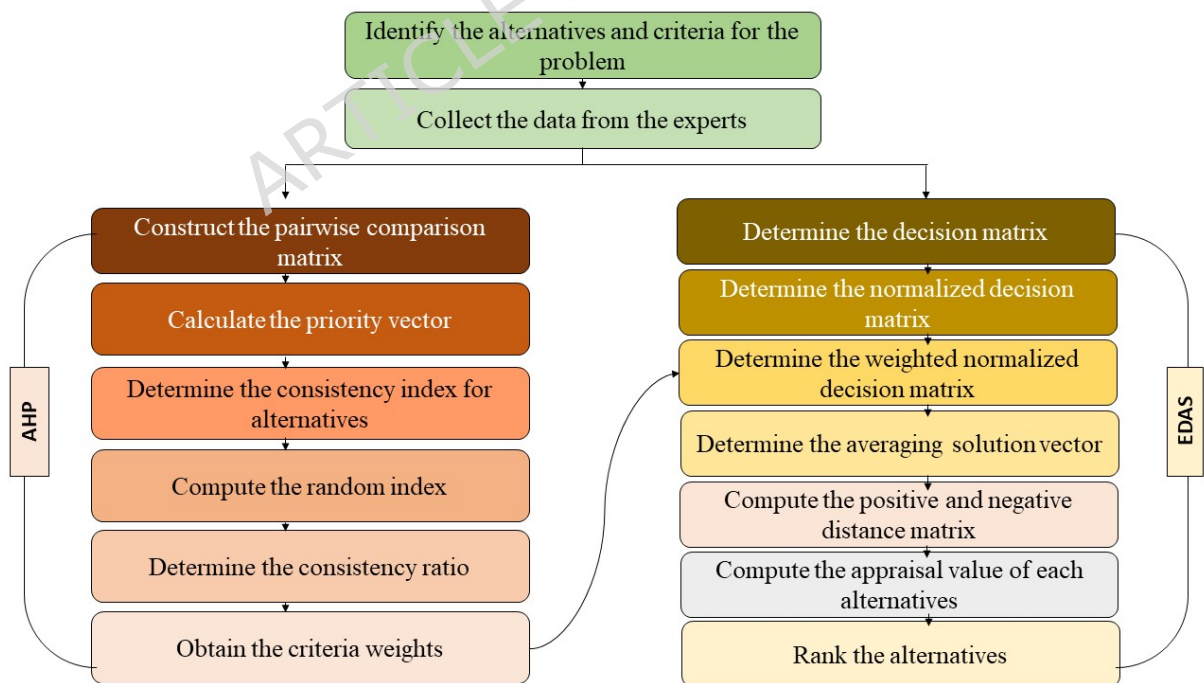 Identify the alternatives and criteria for the
problem
Collect the data from the experts
ARTICLE
Construct the pairwise comparison
matrix
Calculate the priority vector
Determine the consistency index for
alternatives
Compute the random index
Determine the consistency ratio
Obtain the criteria weights
AHP
Determine the decision matrix
Determine the normalized decision
matrix
Determine the weighted normalized
decision matrix
Determine the averaging solution vector
Compute the positive and negative
distance matrix
Compute the appraisal value of each
alternatives
Rank the alternatives
EDAS